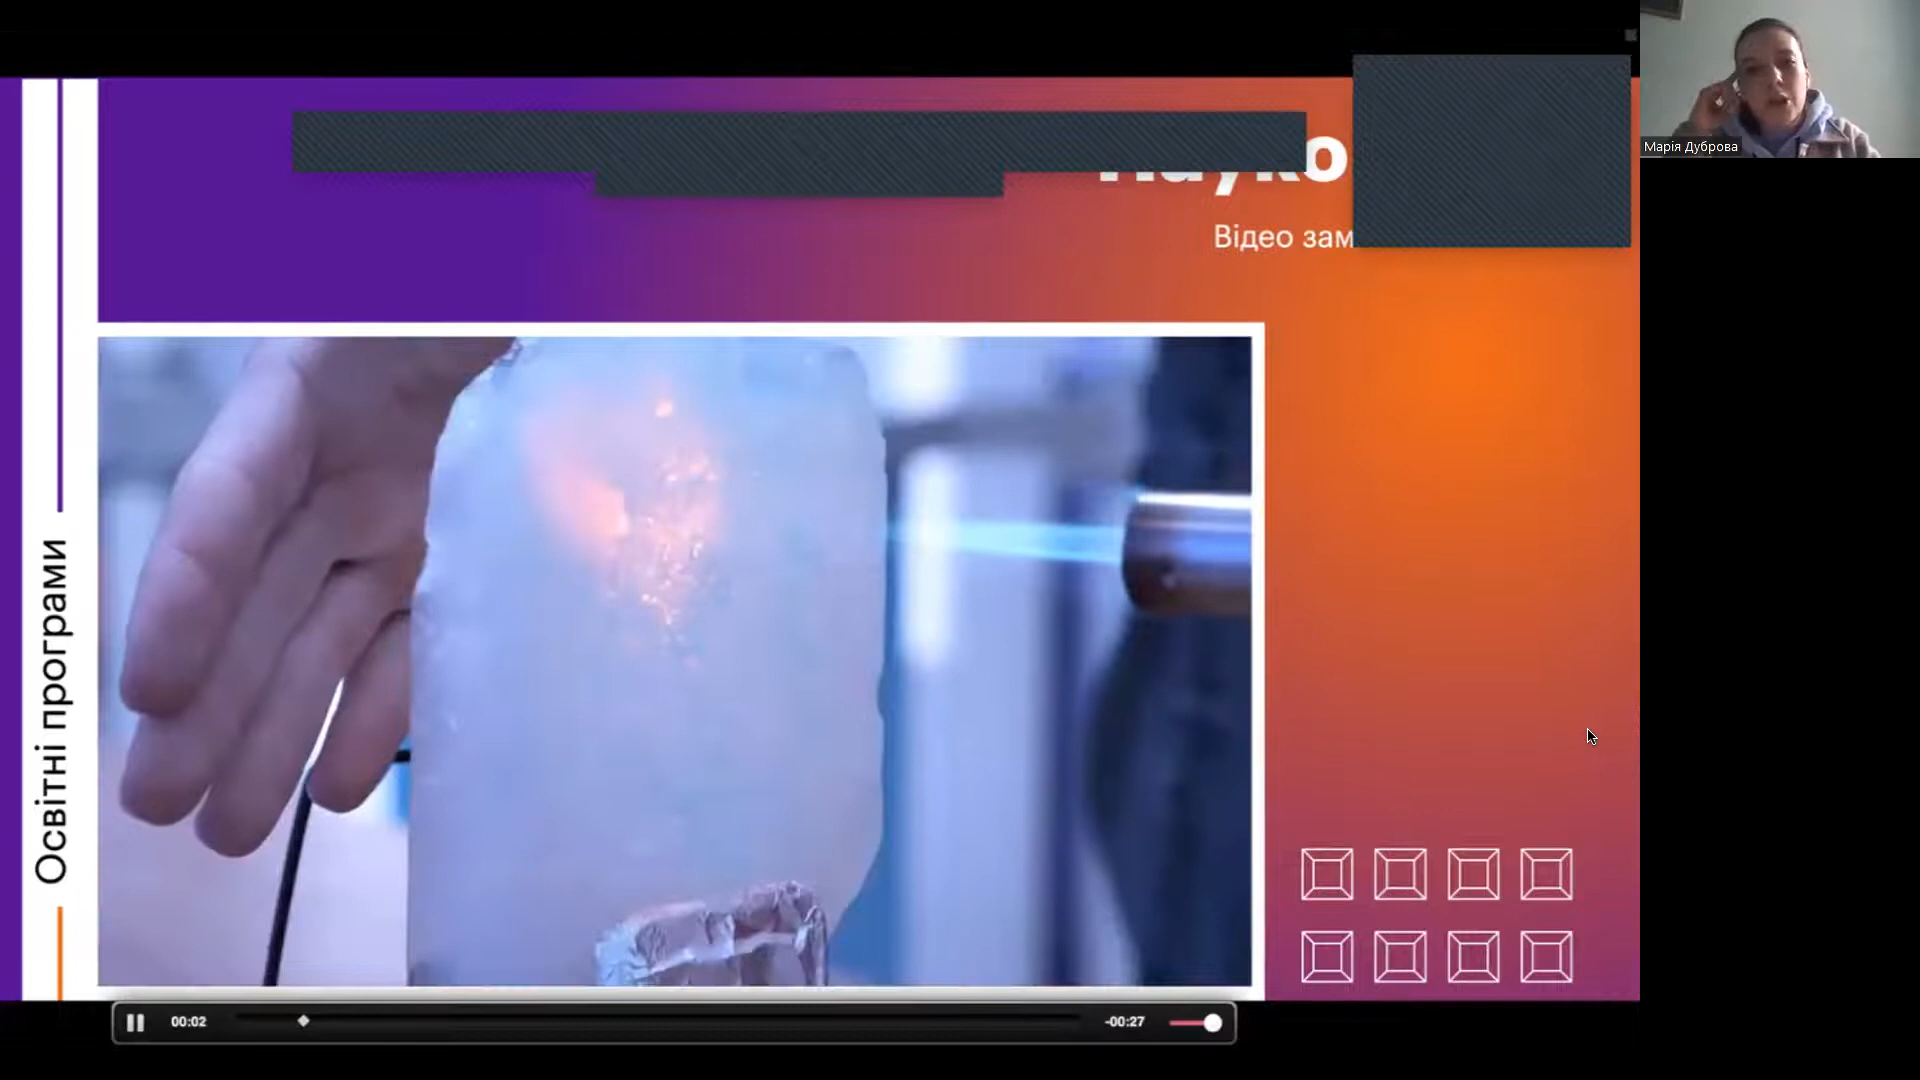 Відео зам
Марія Дуброва
Освітні програми
00:02
-00:27